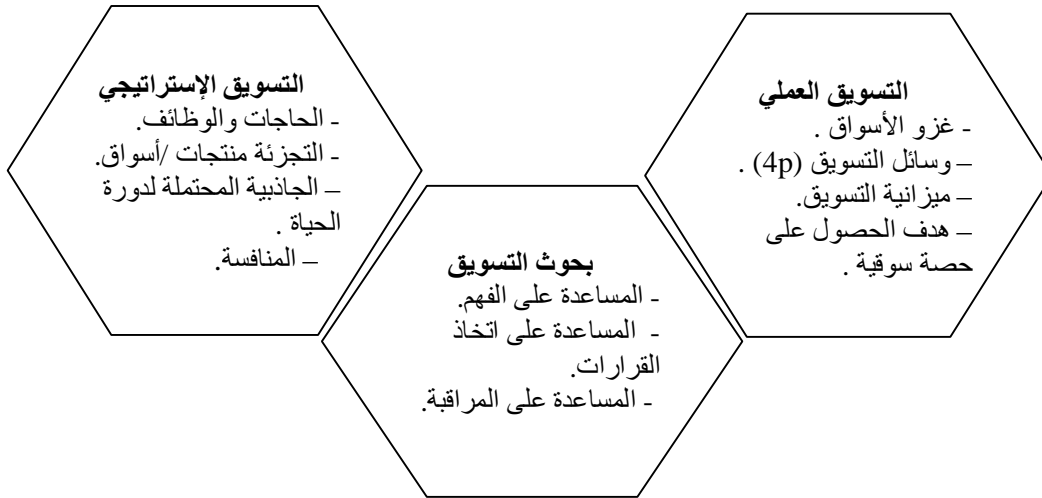 التسويق العملي
- غزو الأسواق .
– وسائل التسويق (4p) .
– ميزانية التسويق.
– هدف الحصول على
حصة سوقية .
التسويق الإستراتيجي
- الحاجات والوظائف.
- التجزئة منتجات /أسواق.
– الجاذبية المحتملة لدورة
الحياة .
– المنافسة.
بحوث التسويق
- المساعدة على الفهم.
- المساعدة على اتخاذ
القرارات.
- المساعدة على المراقبة.